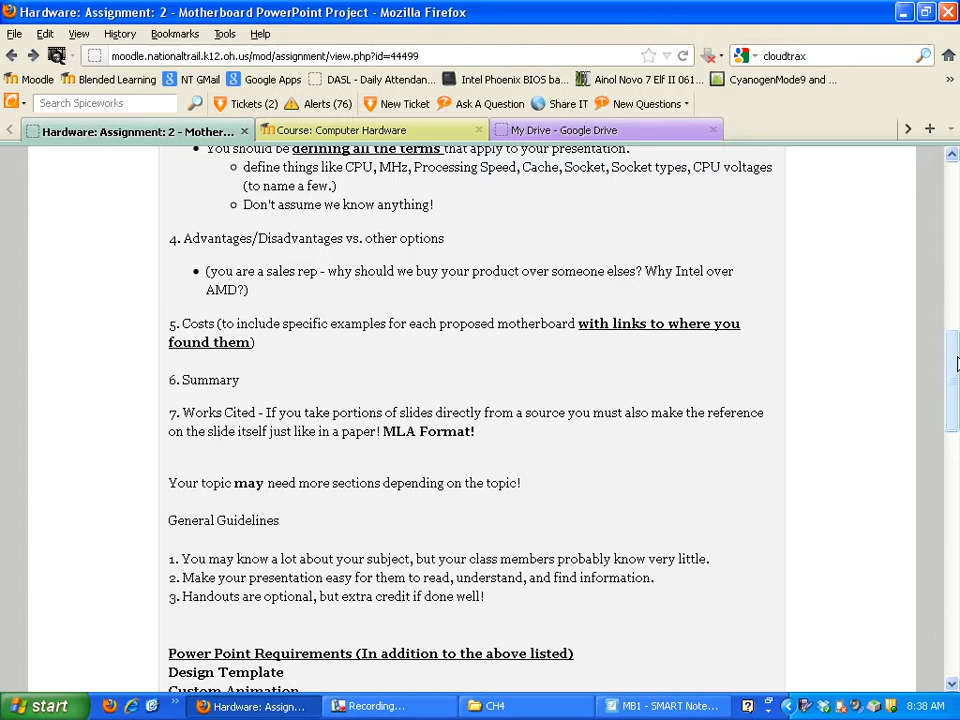 Hardware: Assignment: 2 - Motherboard PowerPoint Project - Mozilla Firefox
File Edit View History Bookmarks Tools Help
moodle.nationaltrail.k12.oh.us/mod/assignment/view.php?id=44499
cloudtrax
Moodle Blended Learning NT GMail Google Apps DASL - Daily Attendan... Intel Phoenix BIOS ba... Ainol Novo 7 Elf II 061... CyanogenMode9 and ...
Search Spiceworks Tickets (2) Alerts (76) New Ticket Ask A Question Share IT New Questions
Hardware: Assignment: 2 - Mother... Course: Computer Hardware My Drive - Google Drive
• You should be defining all the terms that apply to your presentation.
define things like CPU, MHz, Processing Speed, Cache, Socket, Socket types, CPU voltages
(to name a few.)
Don't assume we know anything!
4. Advantages/Disadvantages vs. other options
• (you are a sales rep - why should we buy your product over someone elses? Why Intel over
AMD?)
5. Costs (to include specific examples for each proposed motherboard with links to where you
found them)
6. Summary
7. Works Cited - If you take portions of slides directly from a source you must also make the reference
on the slide itself just like in a paper! MLA Format!
Your topic may need more sections depending on the topic!
General Guidelines
1. You may know a lot about your subject, but your class members probably know very little.
2. Make your presentation easy for them to read, understand, and find information.
3. Handouts are optional, but extra credit if done well!
Power Point Requirements (In addition to the above listed)
Design Template
Custom Animation
start Hardware: Assign... Recording... CH4 MB1 - SMART Note... 8:38 AM